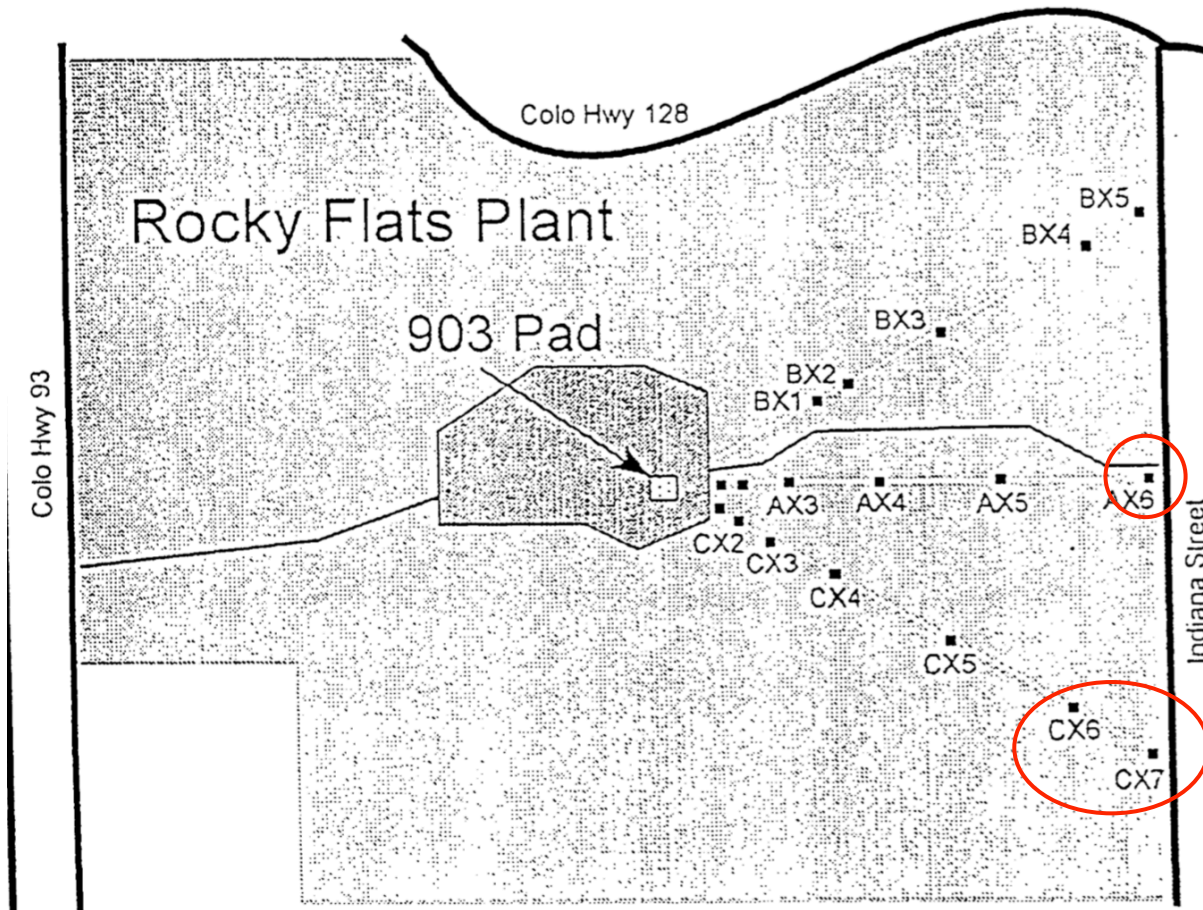 Colo Hwy 128
Rocky Flats Plant
BX5
BX4
903 Pad
BX3
Colo Hwy 93
BX2
BX1
AX3
AX4
AX5
AX6
CX2
CX3
CX4
Indiana Street
CX5
CX6
CX7